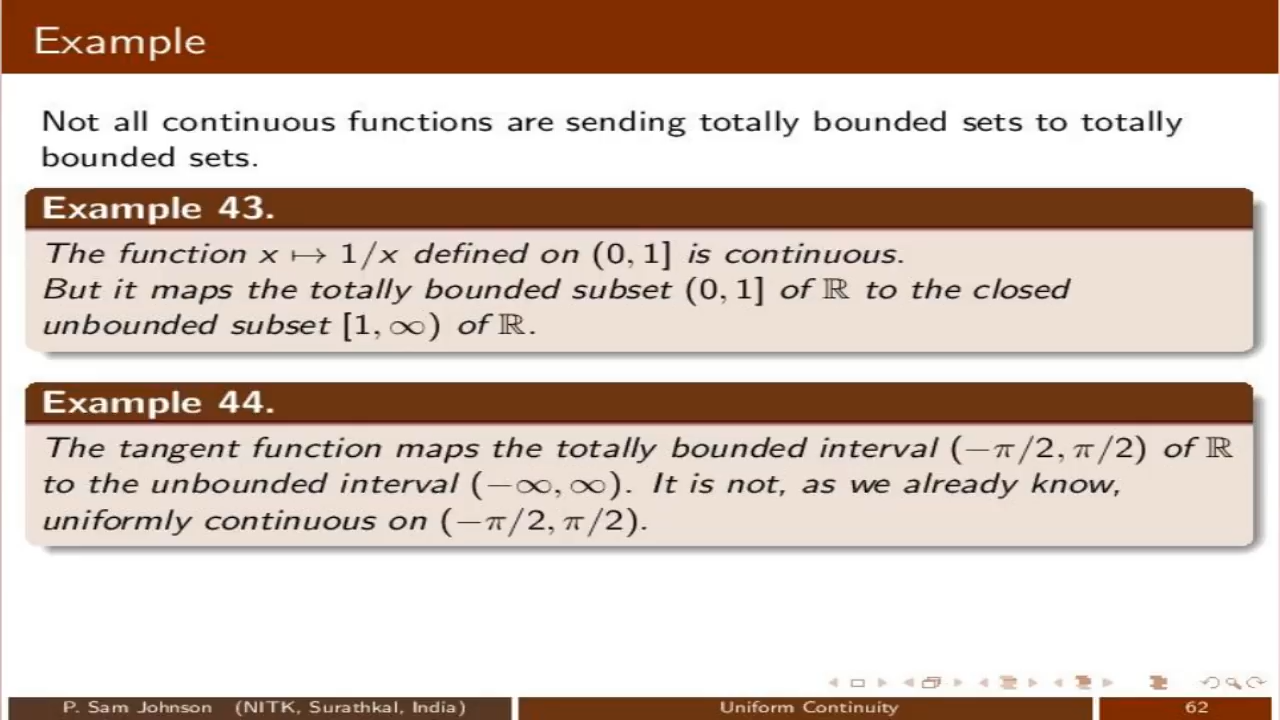 Example
Not all continuous functions are sending totally bounded sets to totally
bounded sets.
Example 43.
The function x ↦ 1/x defined on (0, 1] is continuous.
But it maps the totally bounded subset (0, 1] of ℝ to the closed
unbounded subset [1, ∞) of ℝ.
Example 44.
The tangent function maps the totally bounded interval (−π/2, π/2) of ℝ
to the unbounded interval (−∞, ∞). It is not, as we already know,
uniformly continuous on (−π/2, π/2).
P. Sam Johnson (NITK, Surathkal, India) Uniform Continuity 62